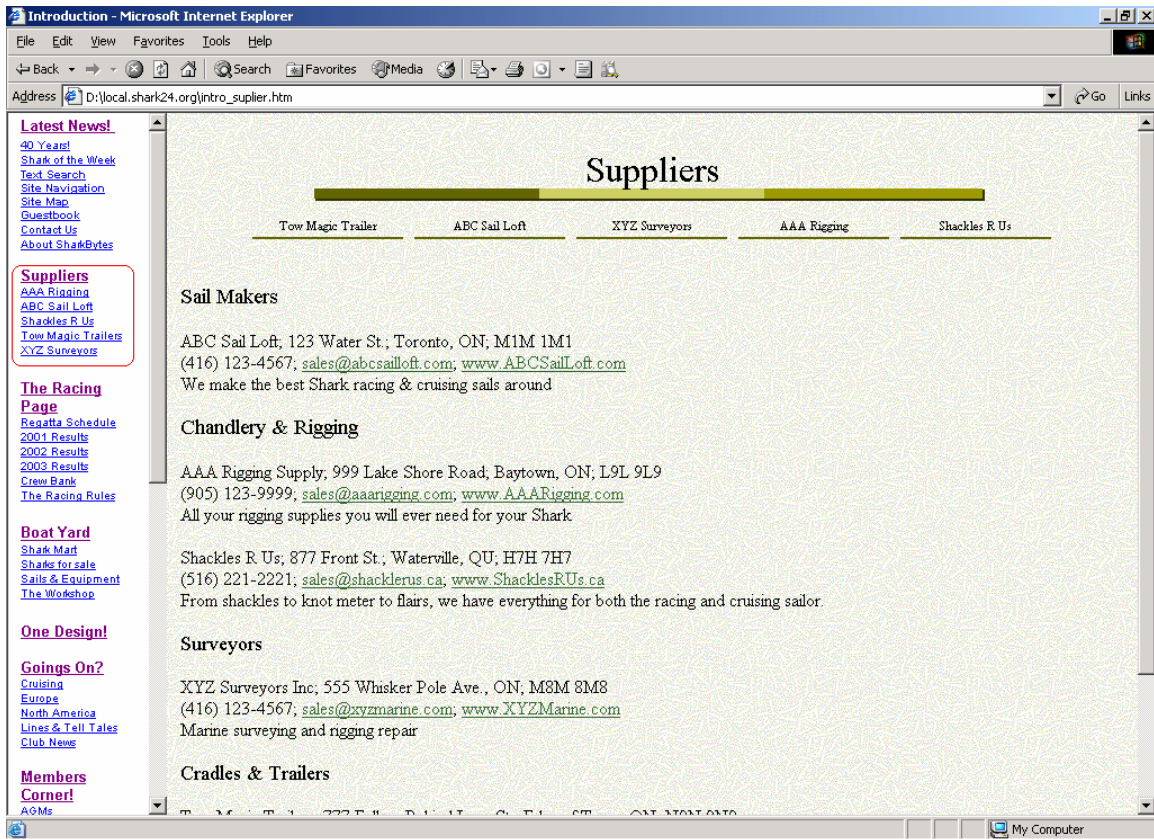 Introduction - Microsoft Internet Explorer
File Edit View Favorites Tools Help
Back Search Favorites Media
Address D:\local.shark24.org\intro_suplier.htm Go Links
Latest News!
40 Years!
Shark of the Week
Text Search
Site Navigation
Site Map
Guestbook
Contact Us
About SharkBytes
Suppliers
AAA Rigging
ABC Sail Loft
Shackles R Us
Tow Magic Trailers
XYZ Surveyors
The Racing
Page
Regatta Schedule
2001 Results
2002 Results
2003 Results
Crew Bank
The Racing Rules
Boat Yard
Shark Mart
Sharks for sale
Sails & Equipment
The Workshop
One Design!
Goings On?
Cruising
Europe
North America
Lines & Tell Tales
Club News
Members
Corner!
AGMs
Suppliers
Tow Magic Trailer ABC Sail Loft XYZ Surveyors AAA Rigging Shackles R Us
Sail Makers
ABC Sail Loft; 123 Water St.; Toronto, ON; M1M 1M1
(416) 123-4567; sales@abcsailloft.com; www.ABCSailLoft.com
We make the best Shark racing & cruising sails around
Chandlery & Rigging
AAA Rigging Supply; 999 Lake Shore Road; Baytown, ON; L9L 9L9
(905) 123-9999; sales@aaarigging.com; www.AAARigging.com
All your rigging supplies you will ever need for your Shark
Shackles R Us; 877 Front St.; Waterville, QU; H7H 7H7
(516) 221-2221; sales@shacklerus.ca; www.ShacklesRUs.ca
From shackles to knot meter to flairs, we have everything for both the racing and cruising sailor.
Surveyors
XYZ Surveyors Inc; 555 Whisker Pole Ave., ON; M8M 8M8
(416) 123-4567; sales@xyzmarine.com; www.XYZMarine.com
Marine surveying and rigging repair
Cradles & Trailers
My Computer